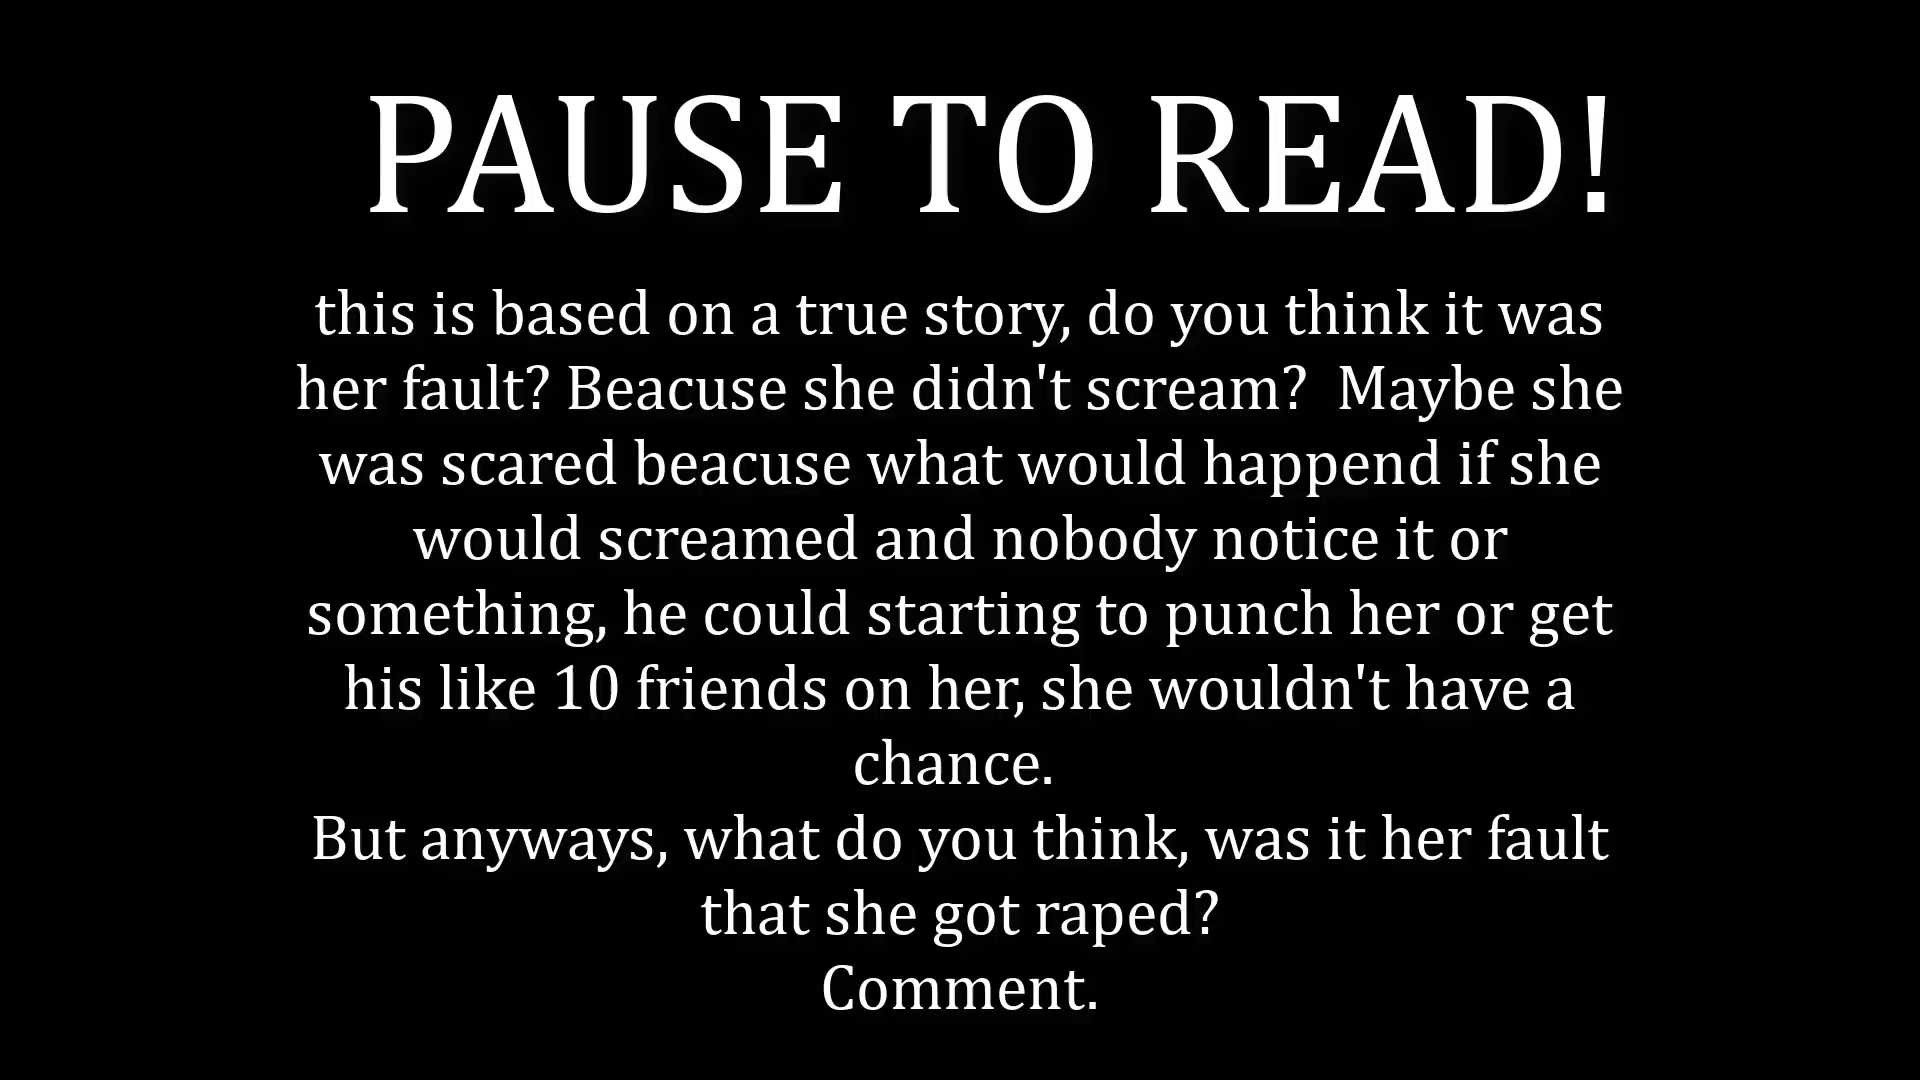 PAUSE TO READ!
this is based on a true story, do you think it was
her fault? Beacuse she didn't scream?  Maybe she
was scared beacuse what would happend if she
would screamed and nobody notice it or
something, he could starting to punch her or get
his like 10 friends on her, she wouldn't have a
chance.
But anyways, what do you think, was it her fault
that she got raped?
Comment.